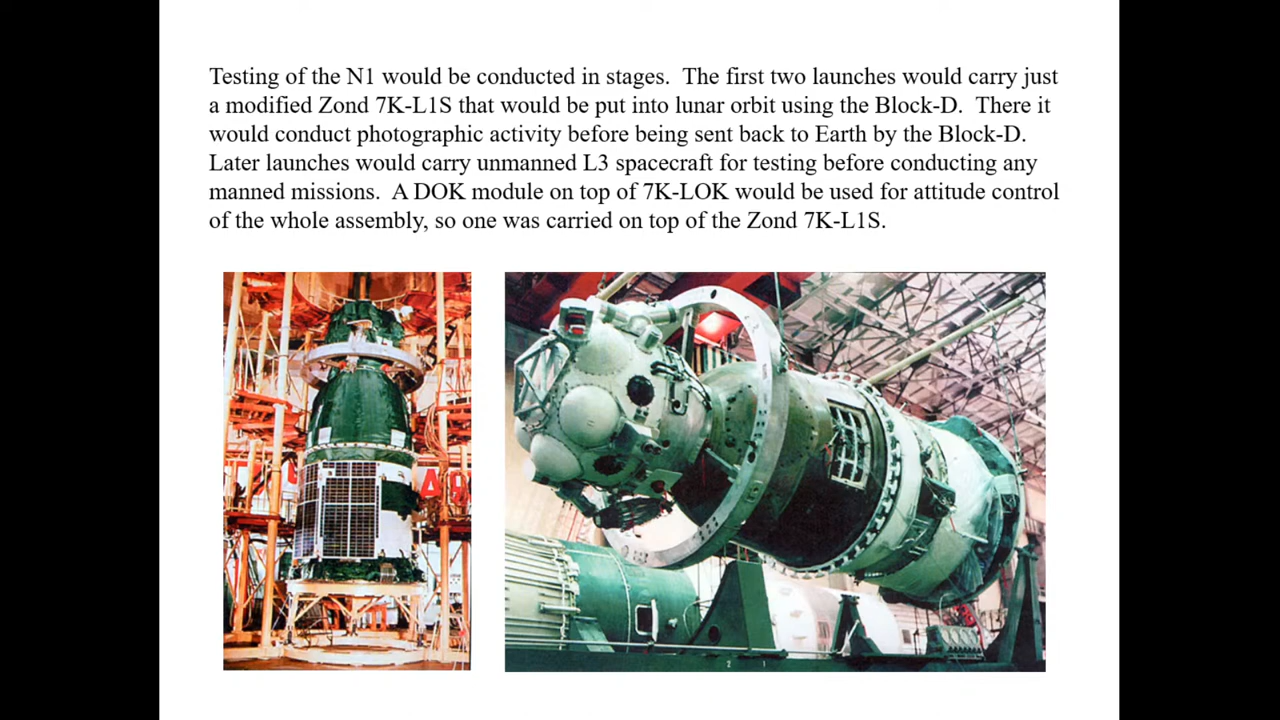 Testing of the N1 would be conducted in stages.  The first two launches would carry just
a modified Zond 7K-L1S that would be put into lunar orbit using the Block-D.  There it
would conduct photographic activity before being sent back to Earth by the Block-D.
Later launches would carry unmanned L3 spacecraft for testing before conducting any
manned missions.  A DOK module on top of 7K-LOK would be used for attitude control
of the whole assembly, so one was carried on top of the Zond 7K-L1S.